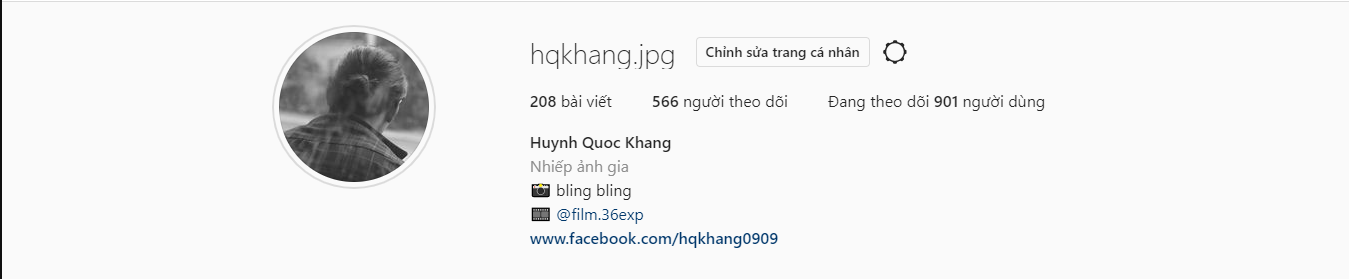 hqkhang.jpg Chỉnh sửa trang cá nhân
208 bài viết 566 người theo dõi Đang theo dõi 901 người dùng
Huynh Quoc Khang
Nhiếp ảnh gia
📸 bling bling
🎞 @film.36exp
www.facebook.com/hqkhang0909